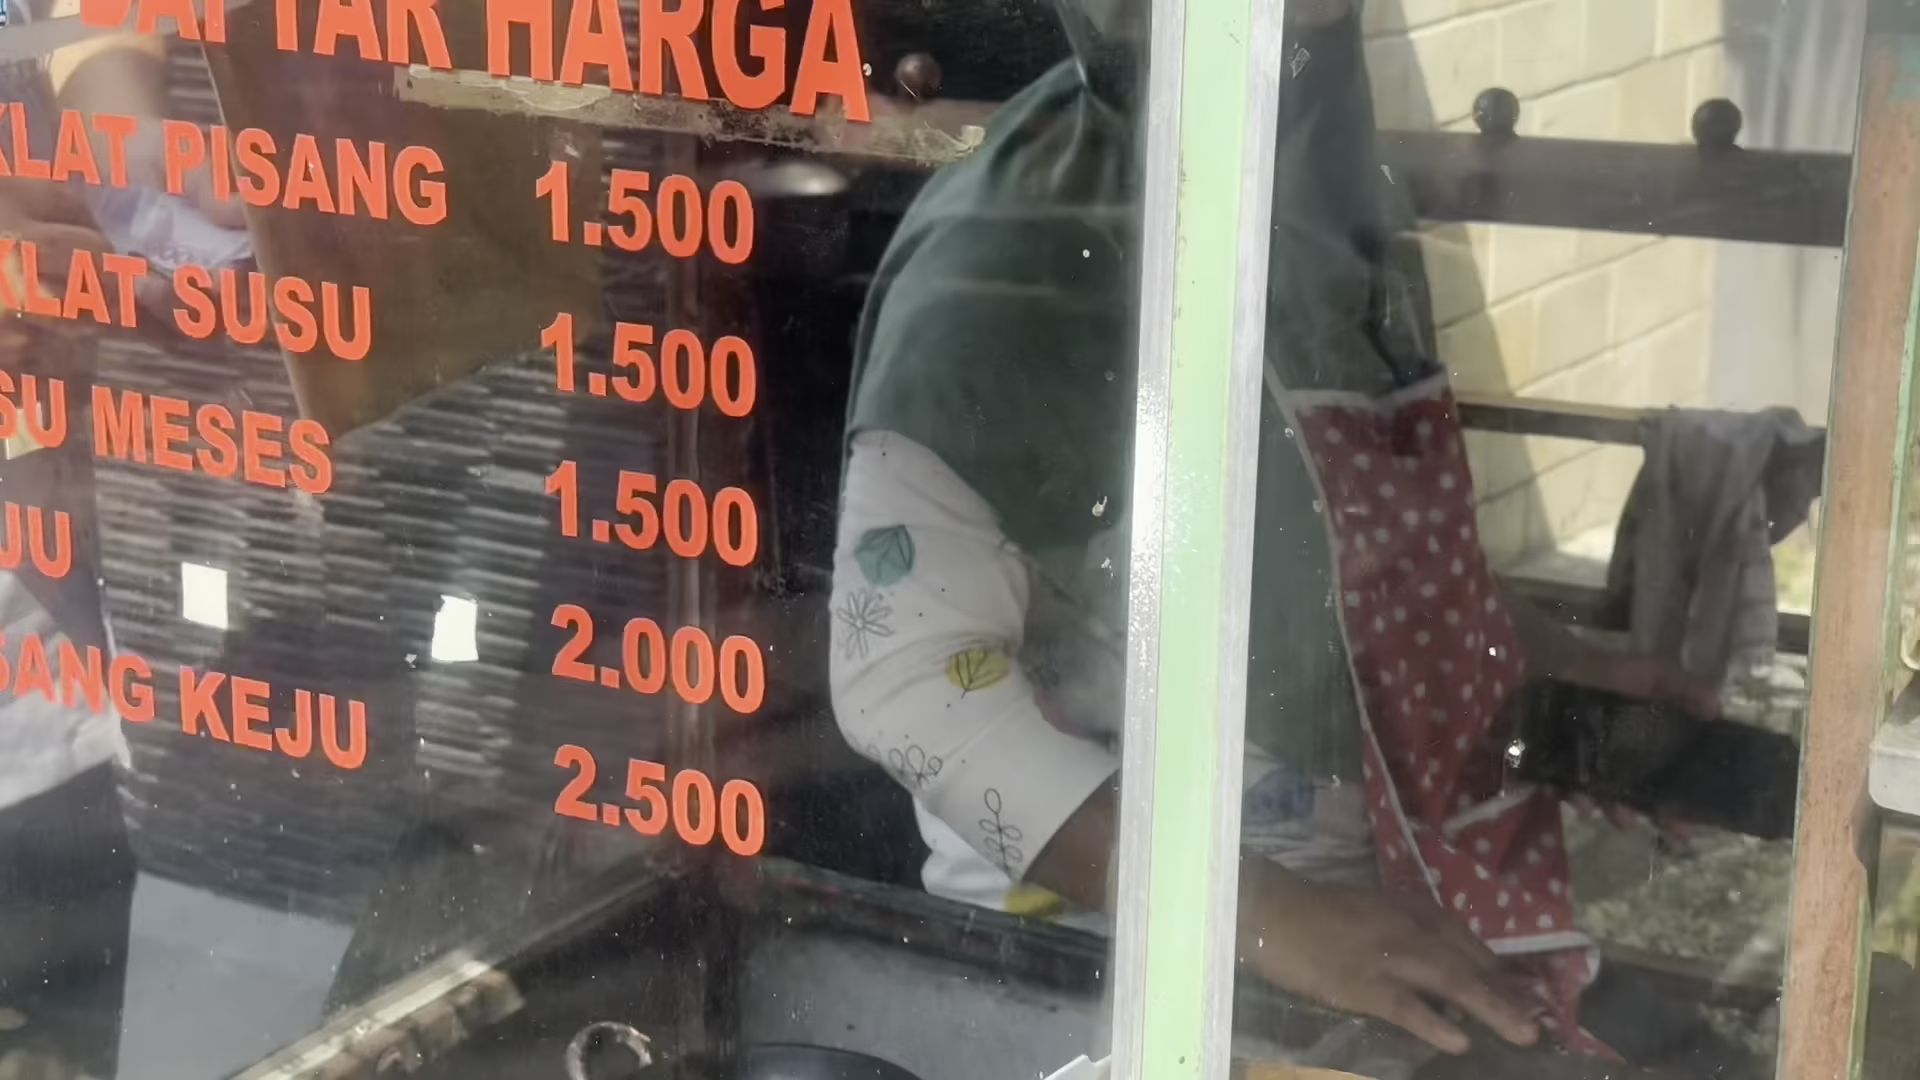 DAFTAR HARGA
KLAT PISANG 1.500
KLAT SUSU 1.500
SU MESES 1.500
JU 2.000
SANG KEJU 2.500